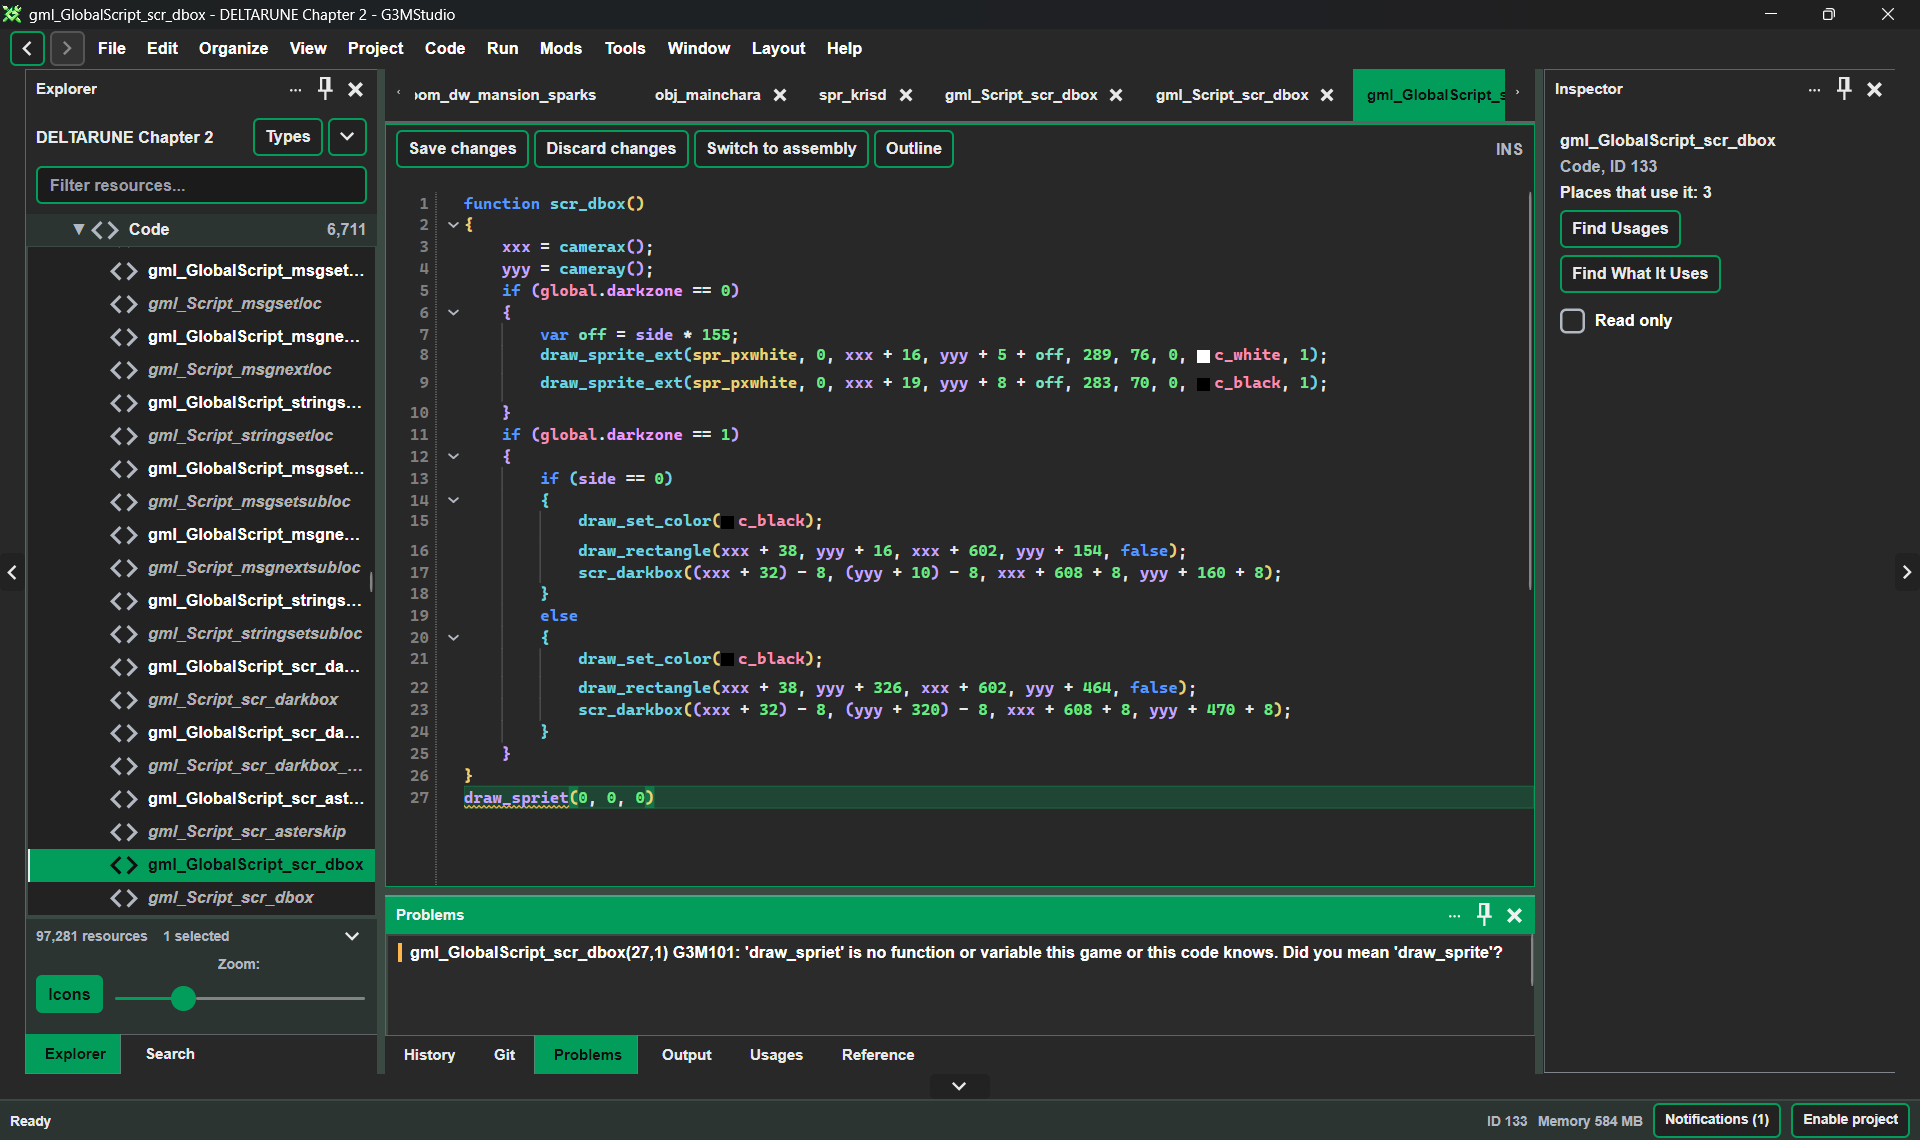 gml_GlobalScript_scr_dbox - DELTARUNE Chapter 2 - G3MStudio
File Edit Organize View Project Code Run Mods Tools Window Layout Help
Explorer
DELTARUNE Chapter 2 Types
Filter resources...
Code 6,711
gml_GlobalScript_msgset...
gml_Script_msgsetloc
gml_GlobalScript_msgne...
gml_Script_msgnextloc
gml_GlobalScript_strings...
gml_Script_stringsetloc
gml_GlobalScript_msgset...
gml_Script_msgsetsubloc
gml_GlobalScript_msgne...
gml_Script_msgnextsubloc
gml_GlobalScript_strings...
gml_Script_stringsetsubloc
gml_GlobalScript_scr_da...
gml_Script_scr_darkbox
gml_GlobalScript_scr_da...
gml_Script_scr_darkbox_...
gml_GlobalScript_scr_ast...
gml_Script_scr_asterskip
gml_GlobalScript_scr_dbox
gml_Script_scr_dbox
97,281 resources 1 selected
Zoom:
Icons
Explorer Search
om_dw_mansion_sparks obj_mainchara spr_krisd gml_Script_scr_dbox gml_Script_scr_dbox gml_GlobalScript_s
Save changes Discard changes Switch to assembly Outline INS
1 function scr_dbox()
2 {
3 xxx = camerax();
4 yyy = cameray();
5 if (global.darkzone == 0)
6 {
7 var off = side * 155;
8 draw_sprite_ext(spr_pxwhite, 0, xxx + 16, yyy + 5 + off, 289, 76, 0, c_white, 1);
9 draw_sprite_ext(spr_pxwhite, 0, xxx + 19, yyy + 8 + off, 283, 70, 0, c_black, 1);
10 }
11 if (global.darkzone == 1)
12 {
13 if (side == 0)
14 {
15 draw_set_color(c_black);
16 draw_rectangle(xxx + 38, yyy + 16, xxx + 602, yyy + 154, false);
17 scr_darkbox((xxx + 32) - 8, (yyy + 10) - 8, xxx + 608 + 8, yyy + 160 + 8);
18 }
19 else
20 {
21 draw_set_color(c_black);
22 draw_rectangle(xxx + 38, yyy + 326, xxx + 602, yyy + 464, false);
23 scr_darkbox((xxx + 32) - 8, (yyy + 320) - 8, xxx + 608 + 8, yyy + 470 + 8);
24 }
25 }
26 }
27 draw_spriet(0, 0, 0)
Problems
gml_GlobalScript_scr_dbox(27,1) G3M101: 'draw_spriet' is no function or variable this game or this code knows. Did you mean 'draw_sprite'?
History Git Problems Output Usages Reference
Inspector
gml_GlobalScript_scr_dbox
Code, ID 133
Places that use it: 3
Find Usages
Find What It Uses
Read only
Ready
ID 133 Memory 584 MB Notifications (1) Enable project